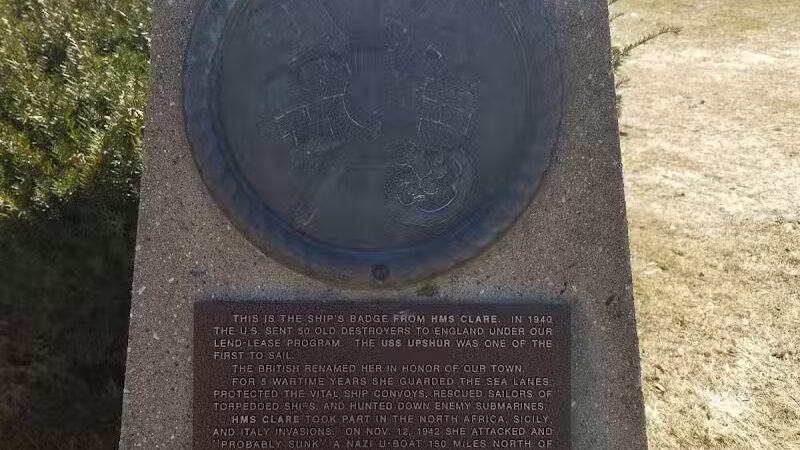 THIS IS THE SHIP'S BADGE FROM HMS CLARE. IN 1940
THE U.S. SENT 50 OLD DESTROYERS TO ENGLAND UNDER OUR
LEND-LEASE PROGRAM. THE USS UPSHUR WAS ONE OF THE
FIRST TO SAIL.
THE BRITISH RENAMED HER IN HONOR OF OUR TOWN.
FOR 5 WARTIME YEARS SHE GUARDED THE SEA LANES,
PROTECTED THE VITAL SHIP CONVOYS, RESCUED SAILORS OF
TORPEDOED SHIPS, AND HUNTED DOWN ENEMY SUBMARINES.
HMS CLARE TOOK PART IN THE NORTH AFRICA, SICILY,
AND ITALY INVASIONS. ON NOV. 12, 1942 SHE ATTACKED AND
"PROBABLY SUNK" A NAZI U-BOAT 150 MILES NORTH OF